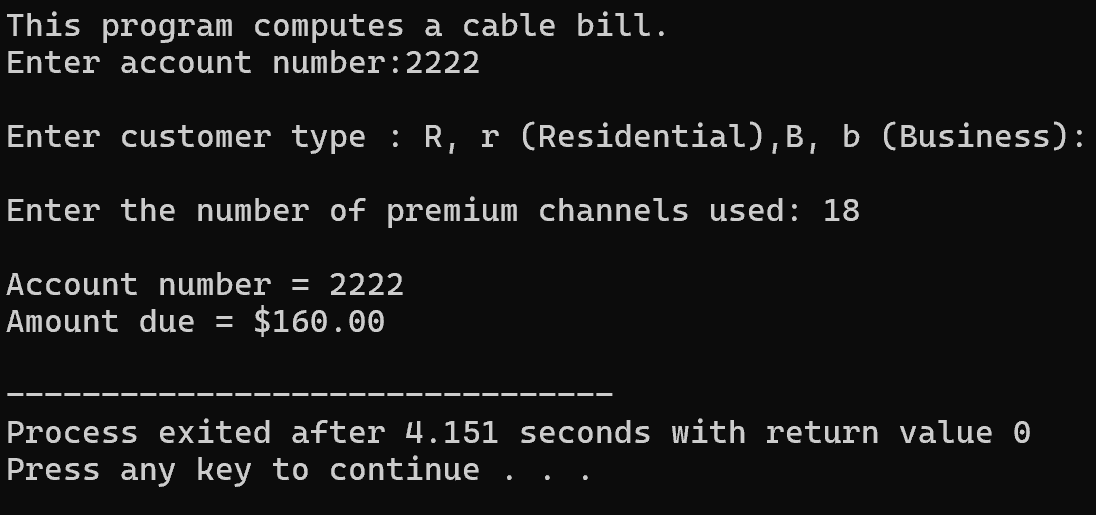 This program computes a cable bill.
Enter account number:2222
Enter customer type : R, r (Residential),B, b (Business):
Enter the number of premium channels used: 18
Account number = 2222
Amount due = $160.00
--------------------------------
Process exited after 4.151 seconds with return value 0
Press any key to continue . . .